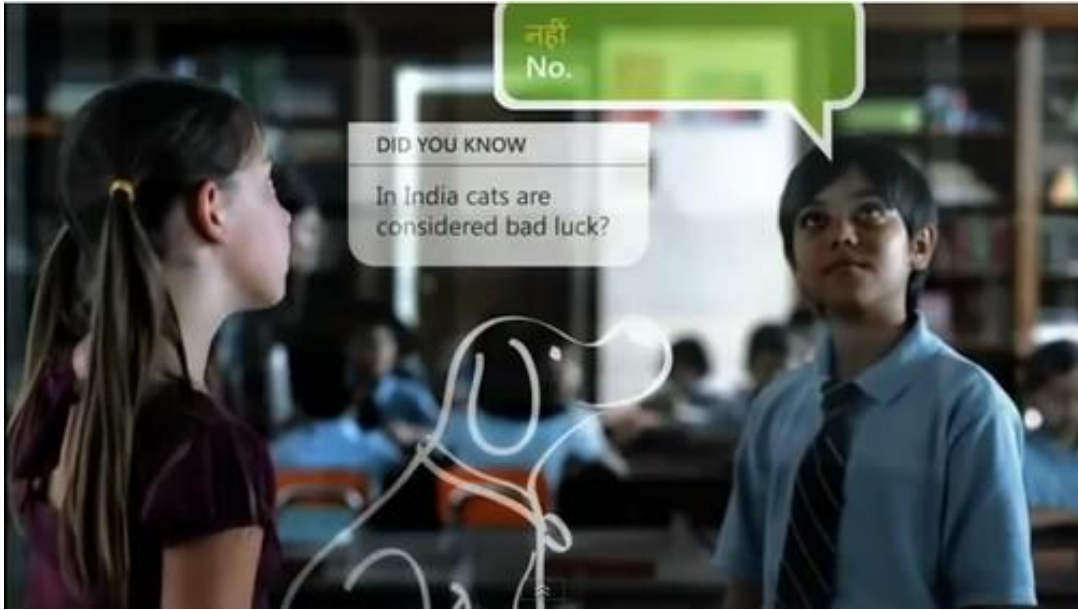 नहीं
No.
DID YOU KNOW
In India cats are
considered bad luck?